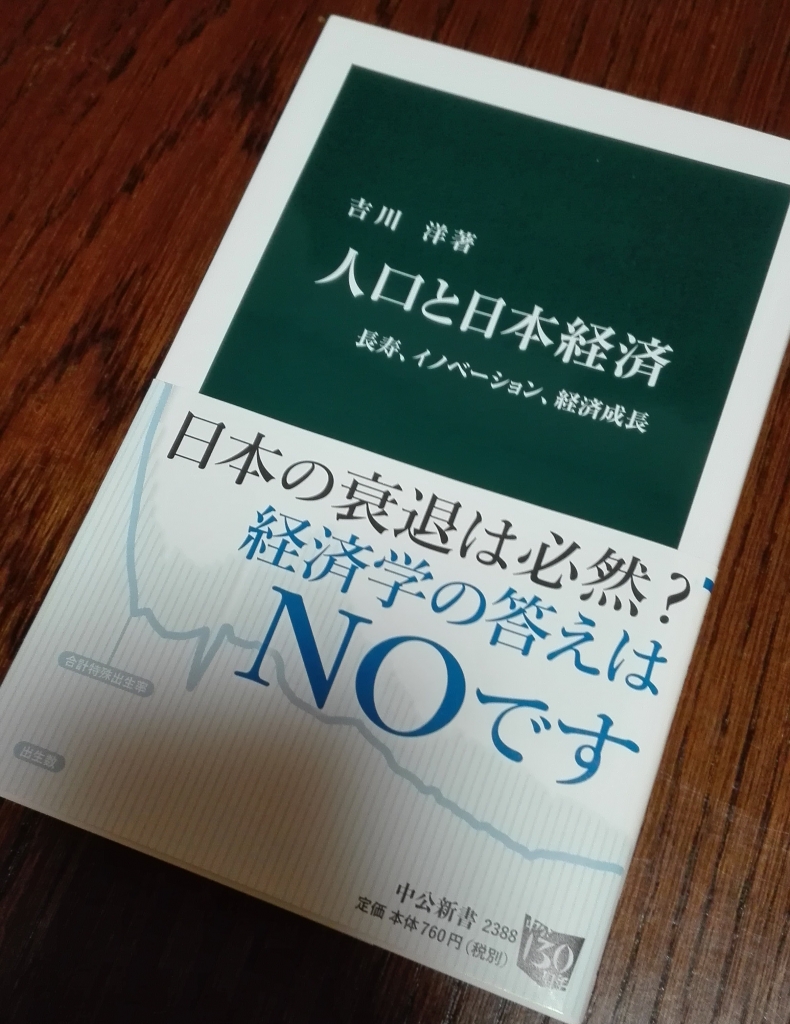 吉川 洋著
人口と日本経済
長寿、イノベーション、経済成長
日本の衰退は必然？
経済学の答えは
NOです
合計特殊出生率
出生数
中公新書 2388
定価 本体760円（税別）
130